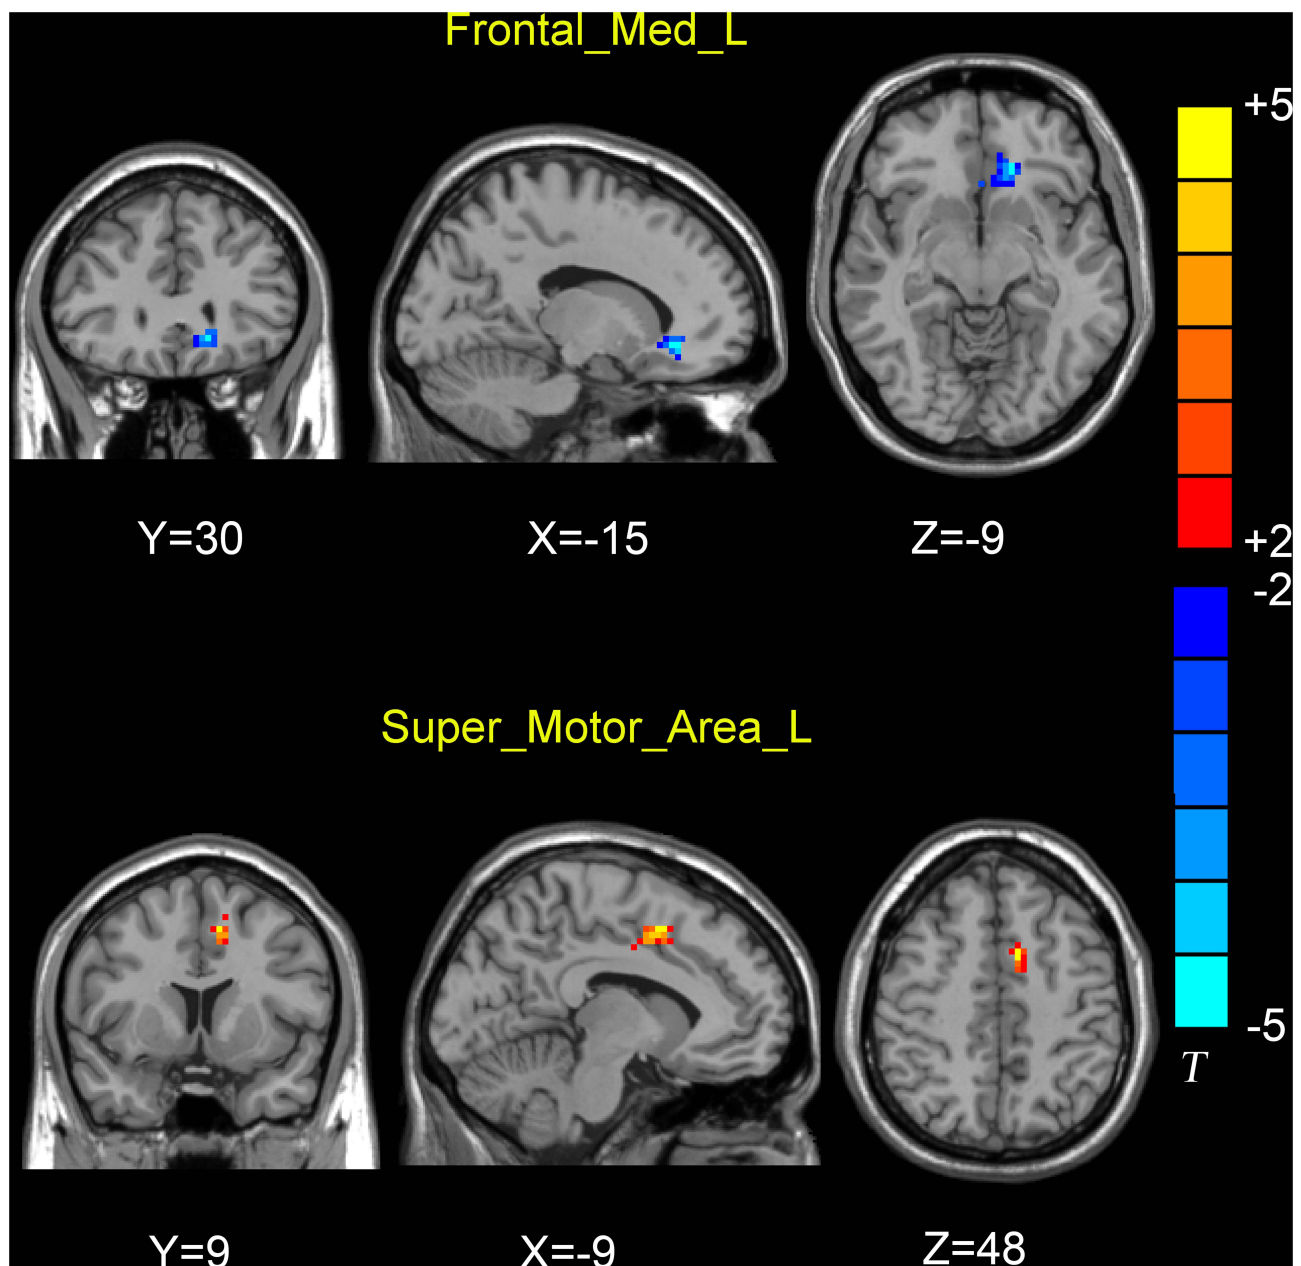 Frontal_Med_L
+5
Y=30
X=-15
Z=-9
+2
-2
Super_Motor_Area_L
-5
T
Y=9
X=-9
Z=48